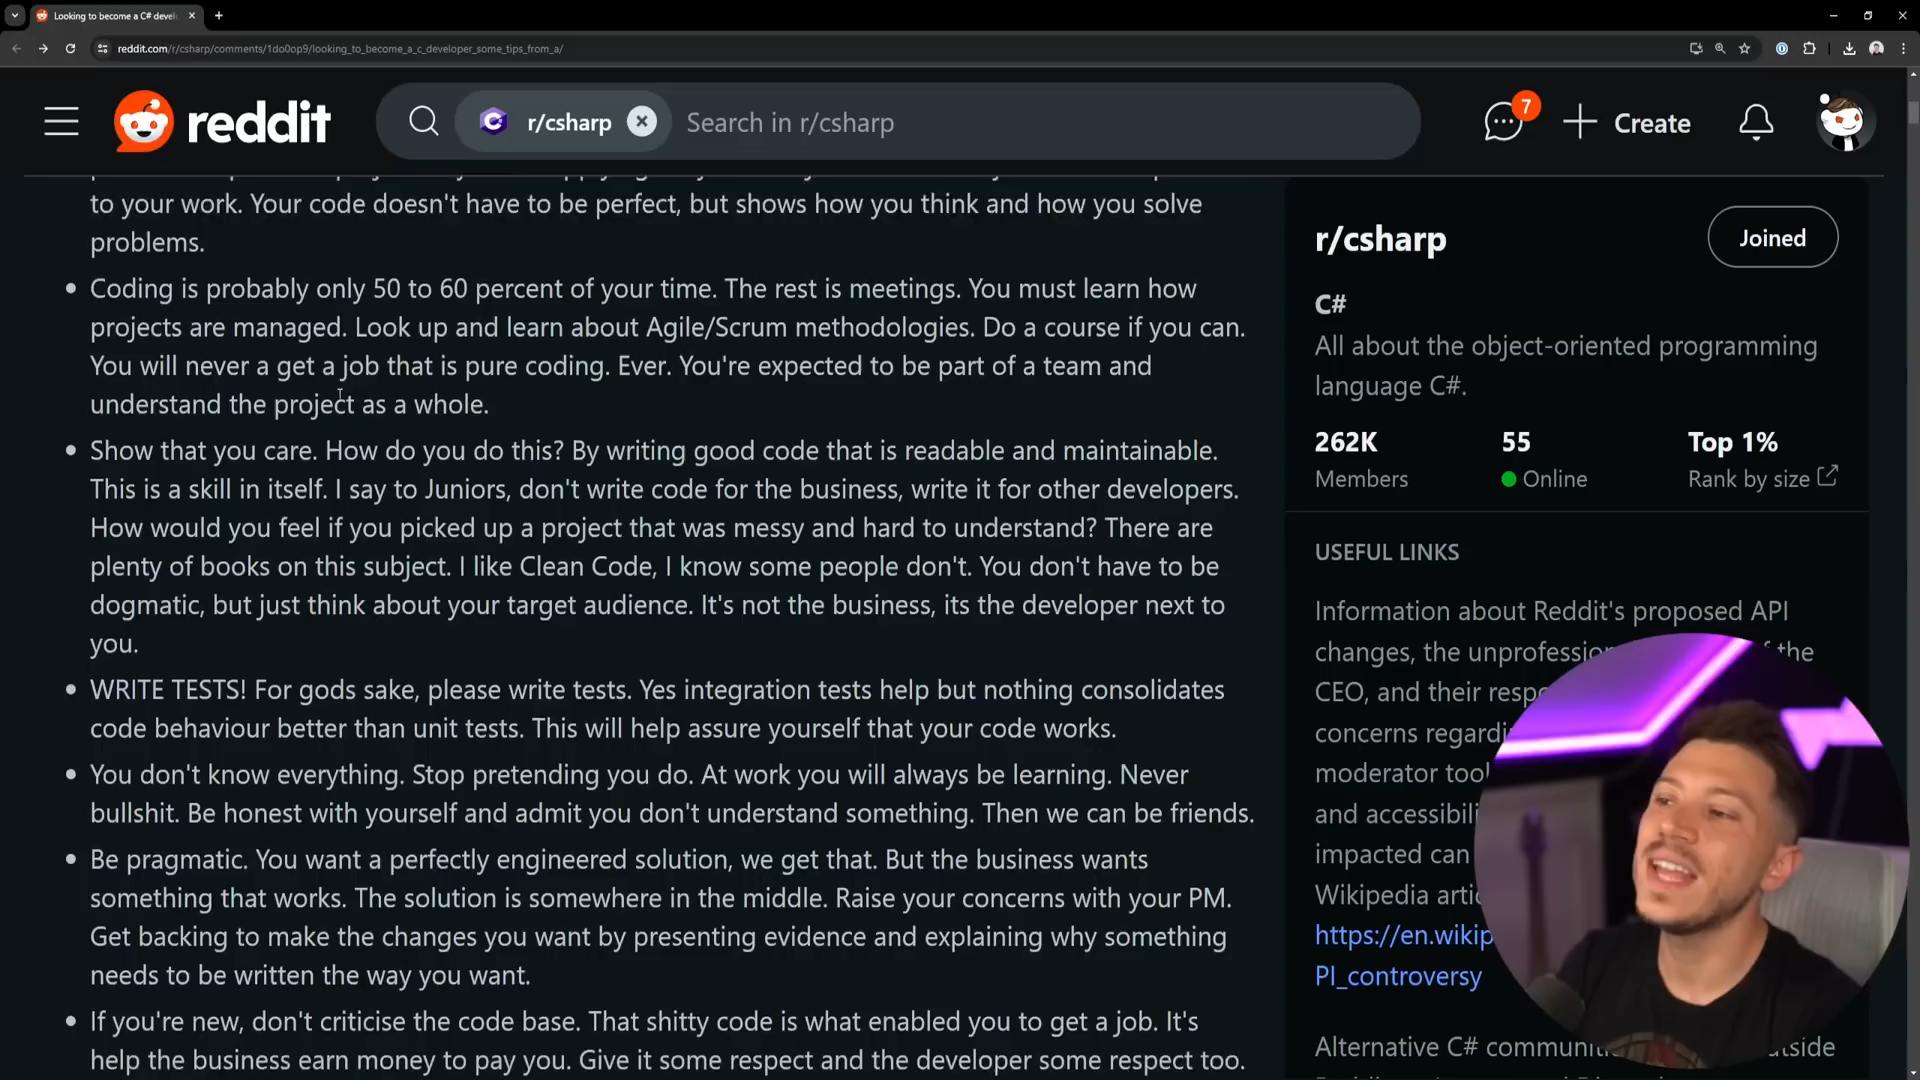 Looking to become a C# devel
reddit.com/r/csharp/comments/1do0op9/looking_to_become_a_c_developer_some_tips_from_a/
reddit
r/csharp
Search in r/csharp
7
Create
to your work. Your code doesn't have to be perfect, but shows how you think and how you solve
problems.
Coding is probably only 50 to 60 percent of your time. The rest is meetings. You must learn how
projects are managed. Look up and learn about Agile/Scrum methodologies. Do a course if you can.
You will never a get a job that is pure coding. Ever. You're expected to be part of a team and
understand the project as a whole.
Show that you care. How do you do this? By writing good code that is readable and maintainable.
This is a skill in itself. I say to Juniors, don't write code for the business, write it for other developers.
How would you feel if you picked up a project that was messy and hard to understand? There are
plenty of books on this subject. I like Clean Code, I know some people don't. You don't have to be
dogmatic, but just think about your target audience. It's not the business, its the developer next to
you.
WRITE TESTS! For gods sake, please write tests. Yes integration tests help but nothing consolidates
code behaviour better than unit tests. This will help assure yourself that your code works.
You don't know everything. Stop pretending you do. At work you will always be learning. Never
bullshit. Be honest with yourself and admit you don't understand something. Then we can be friends.
Be pragmatic. You want a perfectly engineered solution, we get that. But the business wants
something that works. The solution is somewhere in the middle. Raise your concerns with your PM.
Get backing to make the changes you want by presenting evidence and explaining why something
needs to be written the way you want.
If you're new, don't criticise the code base. That shitty code is what enabled you to get a job. It's
help the business earn money to pay you. Give it some respect and the developer some respect too.
r/csharp
Joined
C#
All about the object-oriented programming
language C#.
262K
55
Top 1%
Members
Online
Rank by size
USEFUL LINKS
Information about Reddit's proposed API
changes, the unprofession the
CEO, and their resp
concerns regardi
moderator tool
and accessibili
impacted can
Wikipedia artic
https://en.wikip
PI_controversy
Alternative C# communi tside